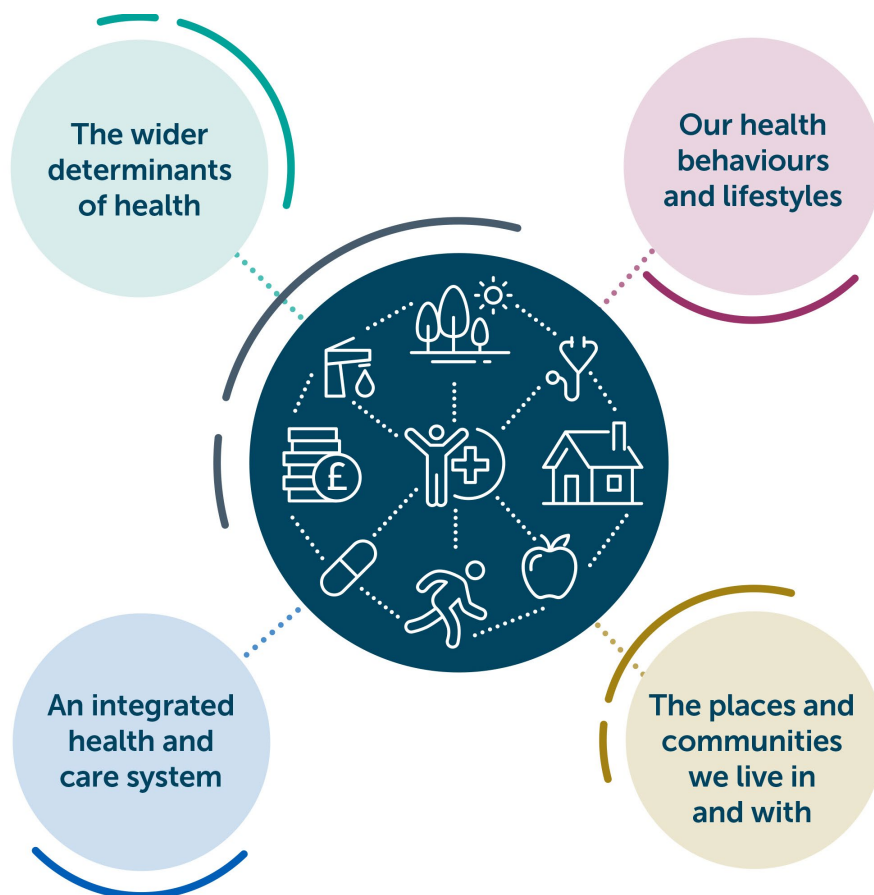 The wider
determinants
of health
Our health
behaviours
and lifestyles
£
An integrated
health and
care system
The places and
communities
we live in
and with